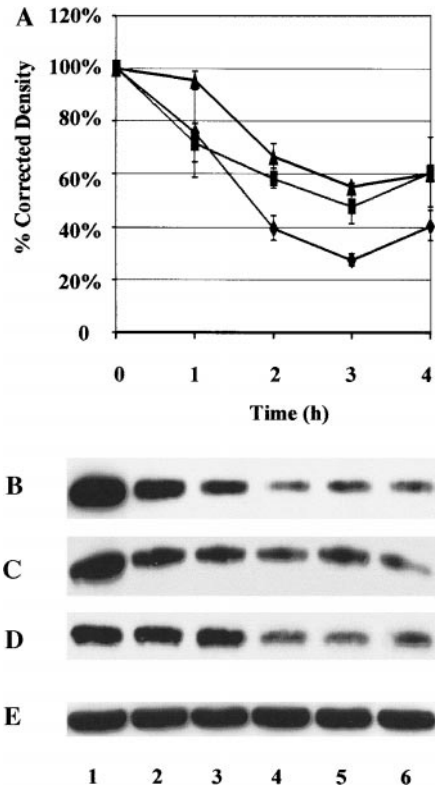 A
120%
100%
80%
60%
40%
20%
0
% Corrected Density
0 1 2 3 4
Time (h)
B
C
D
E
1 2 3 4 5 6